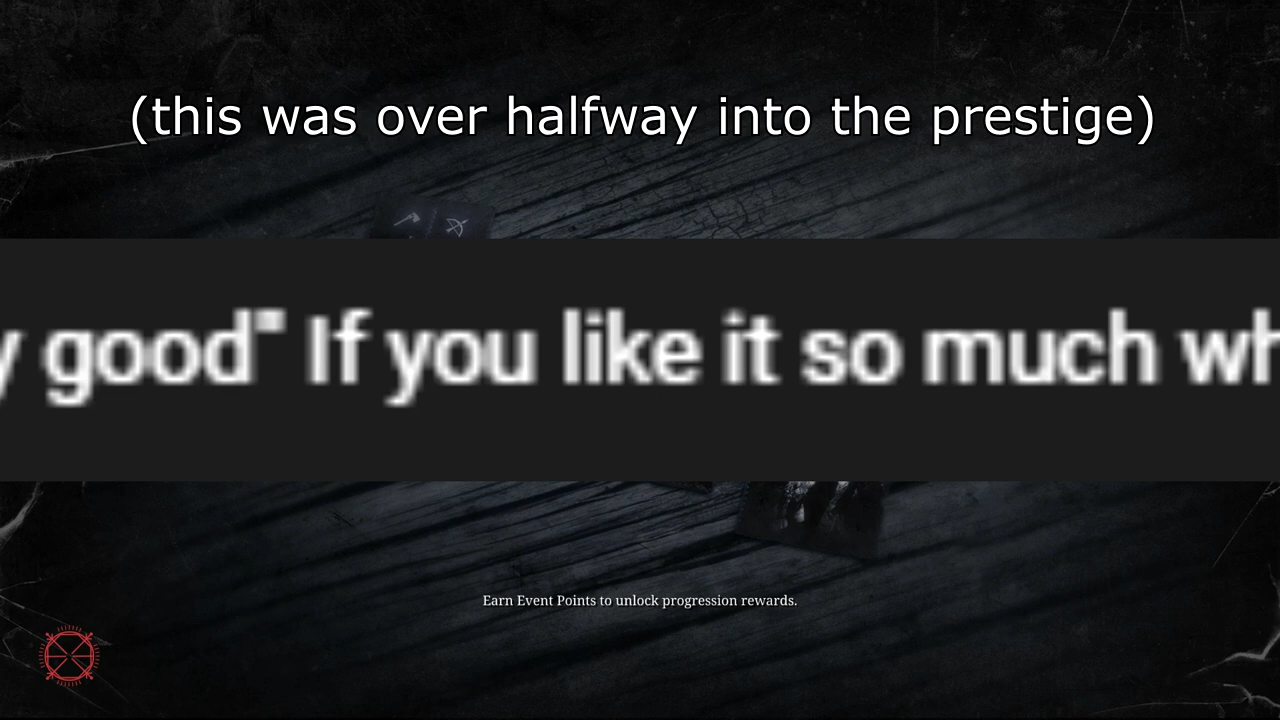 (this was over halfway into the prestige)
good" If you like it so much
Earn Event Points to unlock progression rewards.